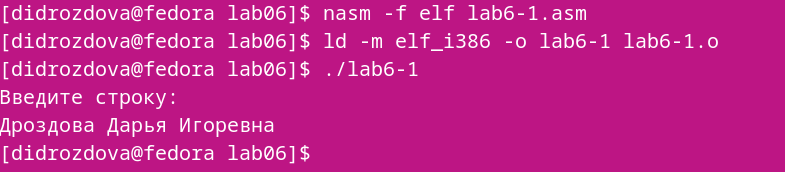 [didrozdova@fedora lab06]$ nasm -f elf lab6-1.asm
[didrozdova@fedora lab06]$ ld -m elf_i386 -o lab6-1 lab6-1.o
[didrozdova@fedora lab06]$ ./lab6-1
Введите строку:
Дроздова Дарья Игоревна
[didrozdova@fedora lab06]$